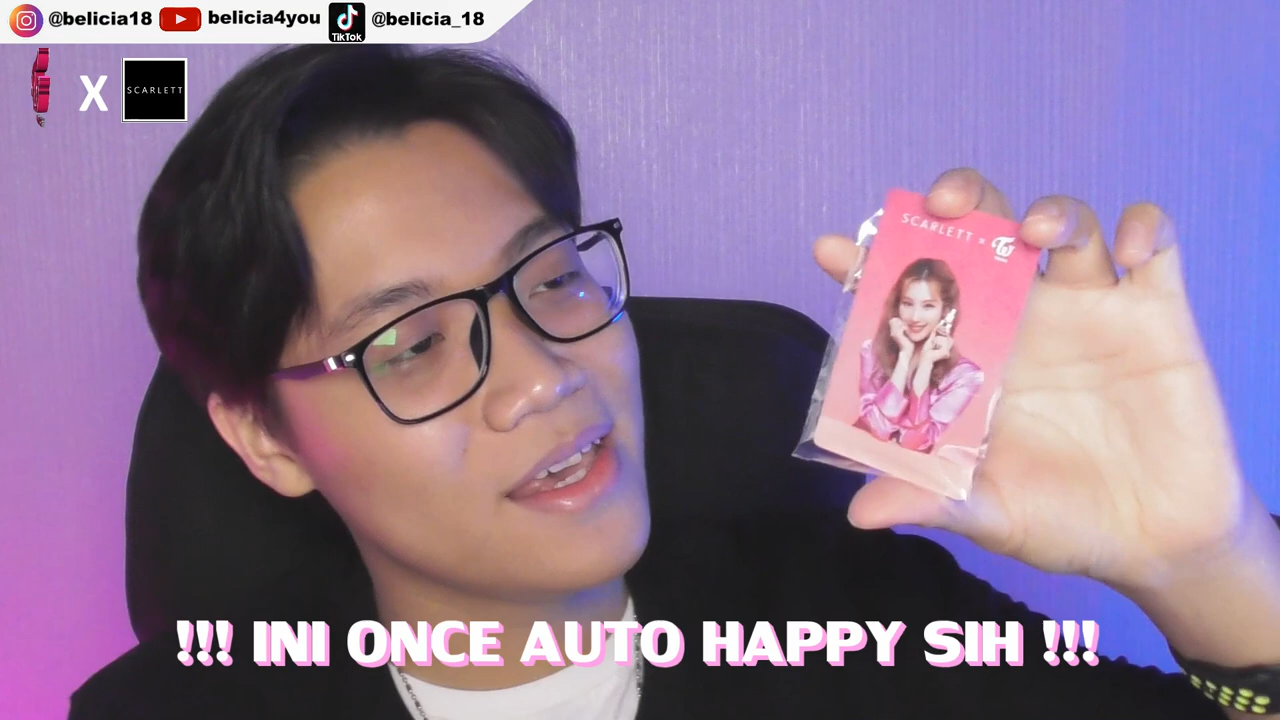 @belicia18 belicia4you TikTok @belicia_18
X SCARLETT
SCARLETT x
!!! INI ONCE AUTO HAPPY SIH !!!